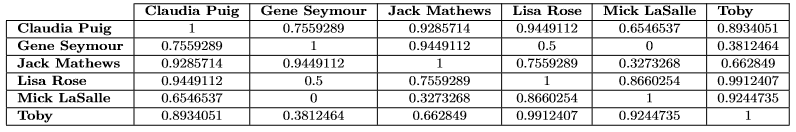 Claudia Puig Gene Seymour Jack Mathews Lisa Rose Mick LaSalle Toby
Claudia Puig 1 0.7559289 0.9285714 0.9449112 0.6546537 0.8934051
Gene Seymour 0.7559289 1 0.9449112 0.5 0 0.3812464
Jack Mathews 0.9285714 0.9449112 1 0.7559289 0.3273268 0.662849
Lisa Rose 0.9449112 0.5 0.7559289 1 0.8660254 0.9912407
Mick LaSalle 0.6546537 0 0.3273268 0.8660254 1 0.9244735
Toby 0.8934051 0.3812464 0.662849 0.9912407 0.9244735 1